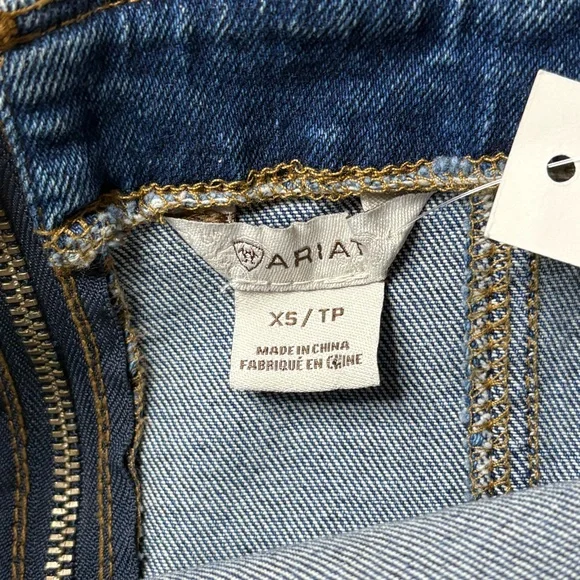 ARIAT
XS/TP
MADE IN CHINA
FABRIQUÉ EN CHINE